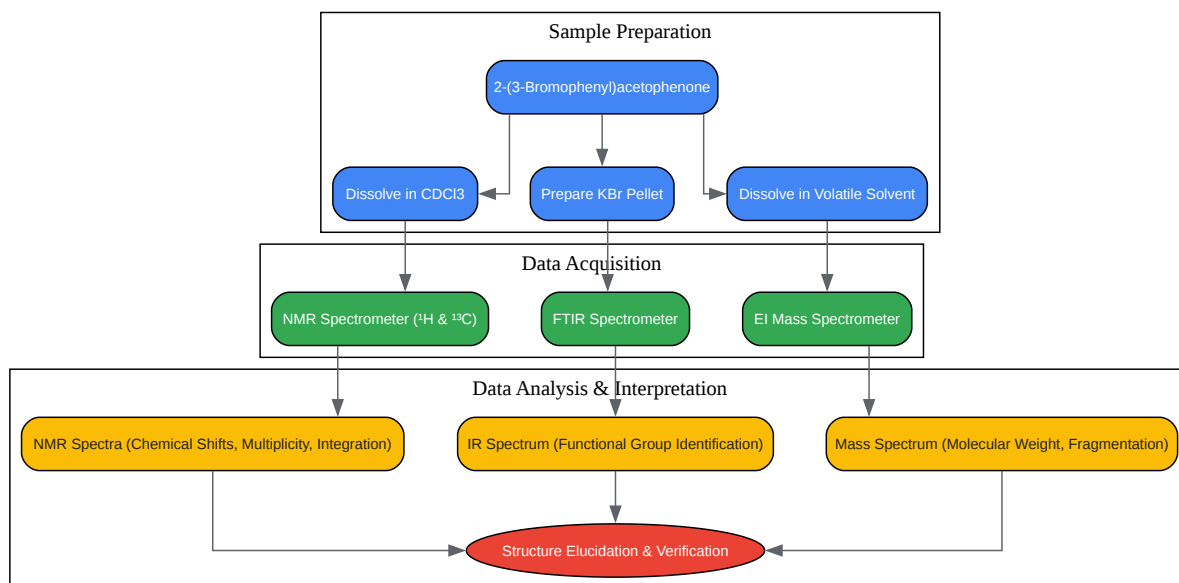 Sample Preparation
2-(3-Bromophenyl)acetophenone
Dissolve in CDCl3
Prepare KBr Pellet
Dissolve in Volatile Solvent
Data Acquisition
NMR Spectrometer (¹H & ¹³C)
FTIR Spectrometer
EI Mass Spectrometer
Data Analysis & Interpretation
NMR Spectra (Chemical Shifts, Multiplicity, Integration)
IR Spectrum (Functional Group Identification)
Mass Spectrum (Molecular Weight, Fragmentation)
Structure Elucidation & Verification